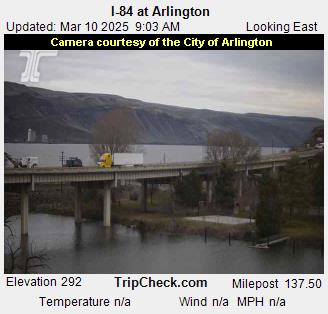 I-84 at Arlington
Updated: Mar 10 2025 9:03 AM Looking East
Camera courtesy of the City of Arlington
Elevation 292 TripCheck.com Milepost 137.50
Temperature n/a Wind n/a MPH n/a